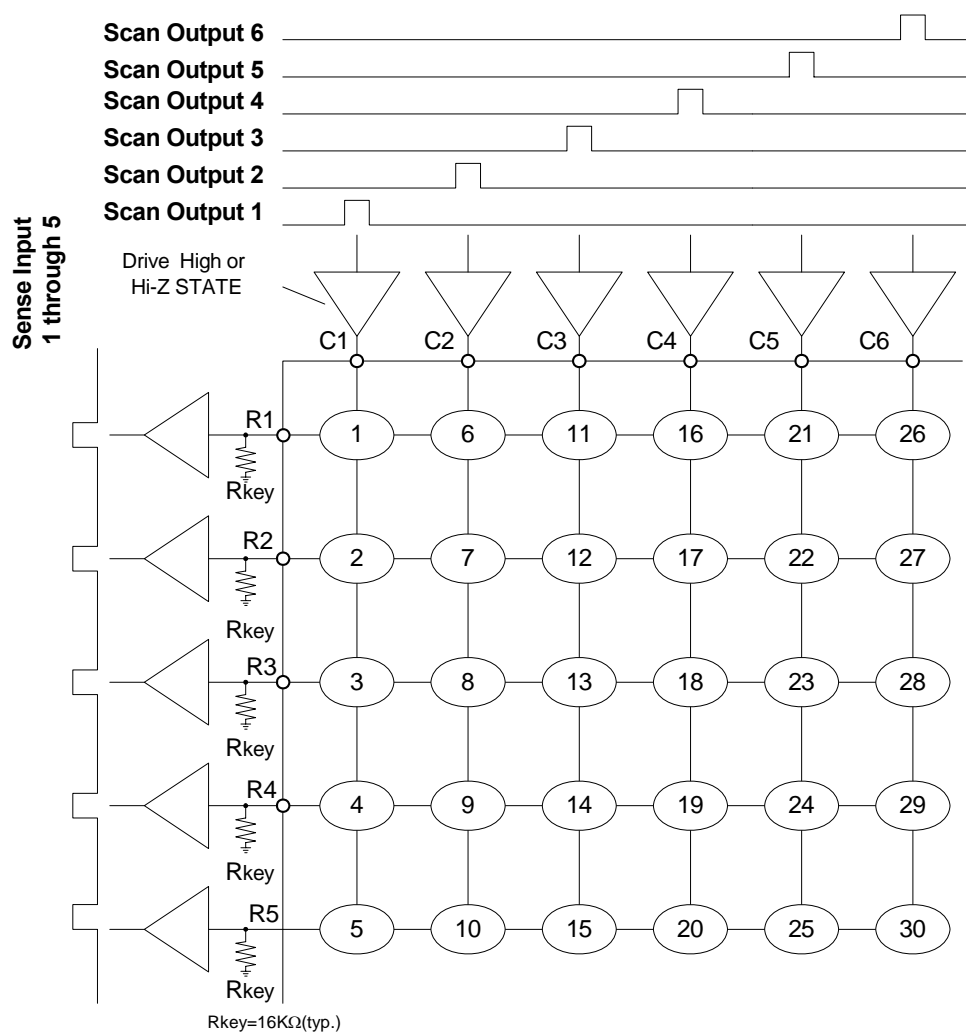 Scan Output 6
Scan Output 5
Scan Output 4
Scan Output 3
Scan Output 2
Scan Output 1
Sense Input
1 through 5
Drive High or
Hi-Z STATE
C1 C2 C3 C4 C5 C6
R1 1 6 11 16 21 26
Rkey
R2 2 7 12 17 22 27
Rkey
R3 3 8 13 18 23 28
Rkey
R4 4 9 14 19 24 29
Rkey
R5 5 10 15 20 25 30
Rkey
Rkey=16KΩ(typ.)